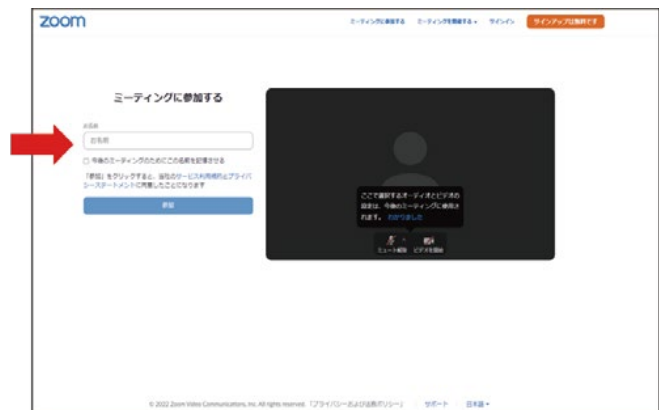 zoom
ミーティングに参加する ミーティングを開催する サインイン サインアップは無料です
ミーティングに参加する
お名前
お名前
今後のミーティングのためにこの名前を記憶させる
「参加」をクリックすると、当社のサービス利用規約とプライバ
シーステートメントに同意したことになります
参加
ここで選択するオーディオとビデオの
設定は、今後のミーティングに使用さ
れます。 わかりました
ミュート解除 ビデオを開始
© 2022 Zoom Video Communications, Inc. All rights reserved. 「プライバシーおよび法務ポリシー」 サポート 日本語